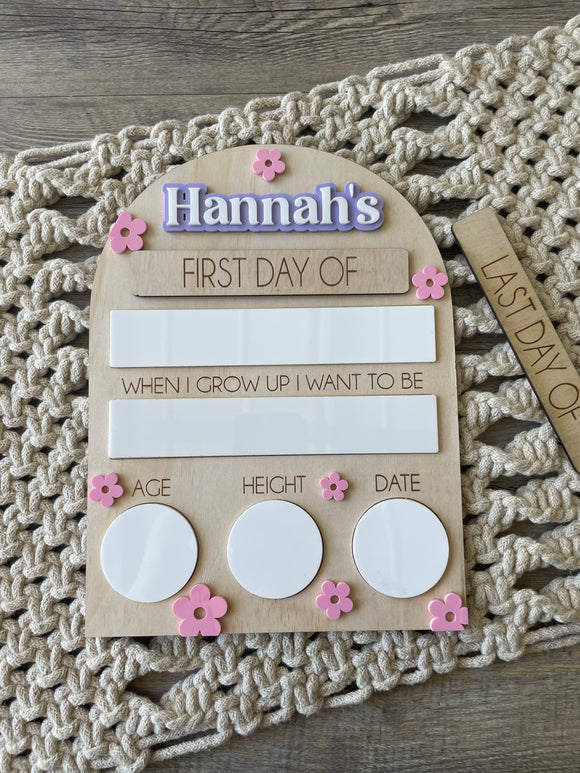 Hannah's
FIRST DAY OF
LAST DAY OF
WHEN I GROW UP I WANT TO BE
AGE HEIGHT DATE